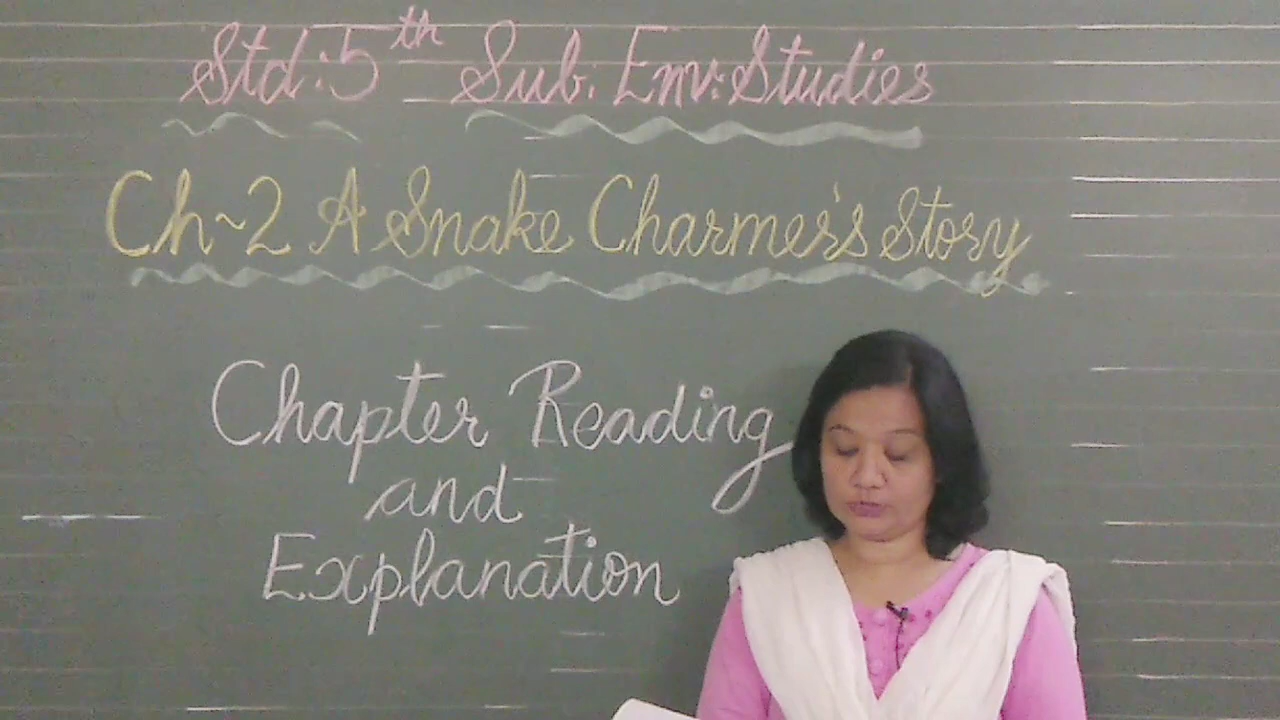 Std:5th Sub: Env: Studies
Ch~2 A Snake Charmer's Story
Chapter Reading
and
Explanation